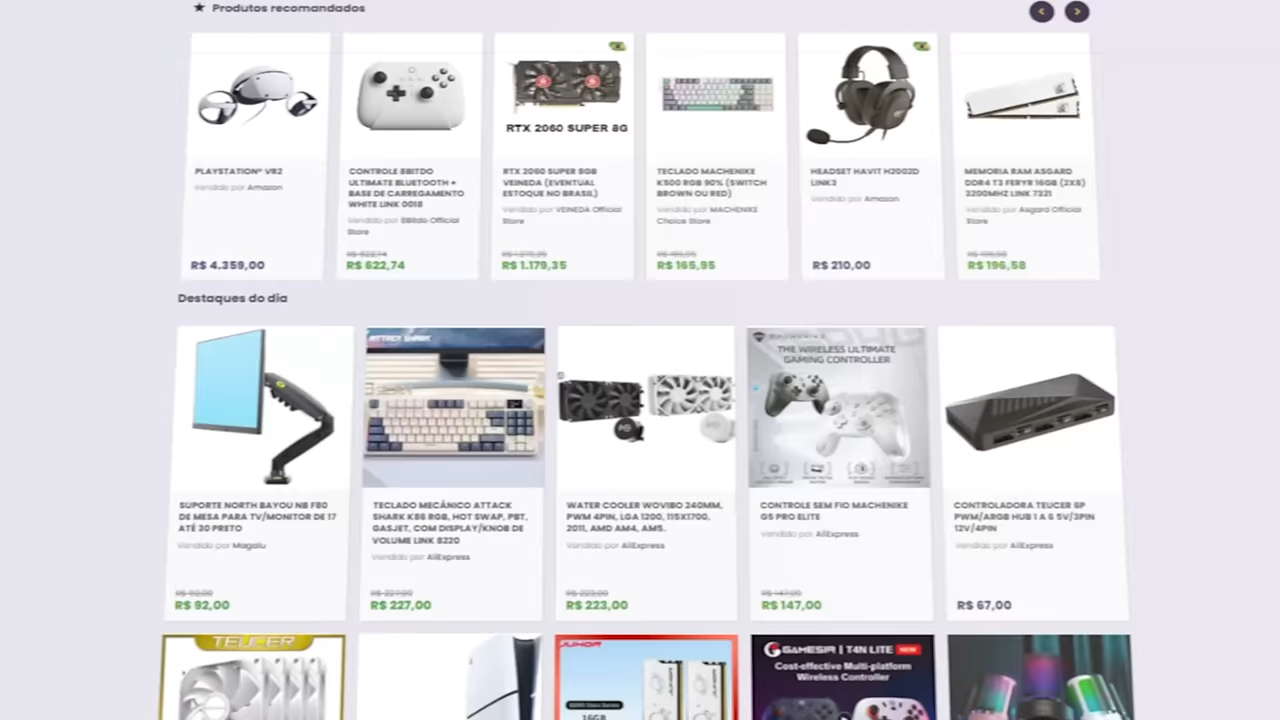 ★ Produtos recomandados
RTX 2060 SUPER 8G
PLAYSTATION® VR2
Vendido por Amazon
R$ 4.359,00
CONTROLE 8BITDO
ULTIMATE BLUETOOTH +
BASE DE CARREGAMENTO
WHITE LINK 0018
Vendido por 8Bitdo Official
Store
R$ 622,74
R$ 622,74
RTX 2060 SUPER 8GB
VEINEDA (EVENTUAL
ESTOQUE NO BRASIL)
Vendido por VEINEDA Official
Store
R$ 1.179,35
R$ 1.179,35
TECLADO MACHENIKE
K500 RGB 90% (SWITCH
BROWN OU RED)
Vendido por MACHENIKE
Choice Store
R$ 165,95
R$ 165,95
HEADSET HAVIT H2002D
LINK3
Vendido por Amazon
R$ 210,00
MEMORIA RAM ASGARD
DDR4 T3 FERYR 16GB (2X8)
3200MHZ LINK 7321
Vendido por Asgard Official
Store
R$ 196,58
R$ 196,58
Destaques do dia
SUPORTE NORTH BAYOU NB F80
DE MESA PARA TV/MONITOR DE 17
ATÉ 30 PRETO
Vendido por Magalu
R$ 92,00
R$ 92,00
ATTACK SHARK
TECLADO MECÂNICO ATTACK
SHARK K86 RGB, HOT SWAP, PBT,
GASJET, COM DISPLAY/KNOB DE
VOLUME LINK 8220
Vendido por AliExpress
R$ 227,00
R$ 227,00
WATER COOLER WOVIBO 240MM,
PWM 4PIN, LGA 1200, 115X1700,
2011, AMD AM4, AM5.
Vendido por AliExpress
R$ 223,00
R$ 223,00
MACHENIKE
THE WIRELESS ULTIMATE
GAMING CONTROLLER
CONTROLE SEM FIO MACHENIKE
G5 PRO ELITE
Vendido por AliExpress
R$ 147,00
R$ 147,00
CONTROLADORA TEUCER 6P
PWM/ARGB HUB 1 A 6 5V/3PIN
12V/4PIN
Vendido por AliExpress
R$ 67,00
TEUCER
JUHOR
16GB
GAMESIR | T4N LITE NEW
Cost-effective Multi-platform
Wireless Controller